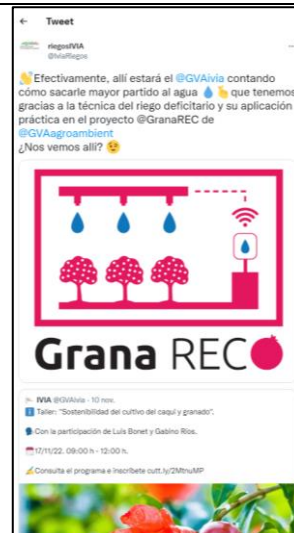 ← Tweet
riegosIVIA
@IviaRiegos
👋Efectivamente, allí estará el @GVAivia contando
cómo sacarle mayor partido al agua 💧👆que tenemos
gracias a la técnica del riego deficitario y su aplicación
práctica en el proyecto @GranaREC de
@GVAagroambient
¿Nos vemos allí? 😉
Grana REC
IVIA @GVAivia · 10 nov.
ℹ️ Taller: "Sostenibilidad del cultivo del caqui y granado".
🗣Con la participación de Luis Bonet y Gabino Ríos.
📅17/11/22. 09:00 h - 12:00 h.
✍Consulta el programa e inscríbete cutt.ly/2MtnuMP